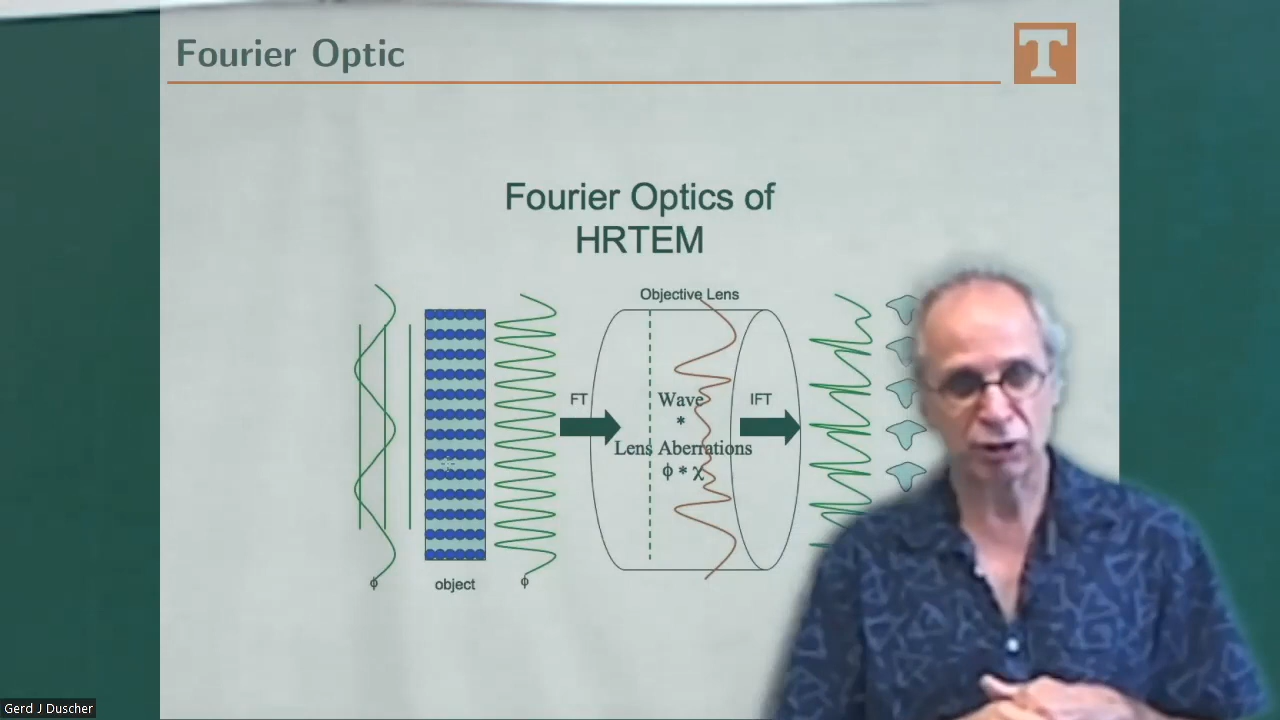 Fourier Optic
T
Fourier Optics of
HRTEM
Objective Lens
FT
Wave
*
Lens Aberrations
ϕ * χ
IFT
ϕ
object
ϕ
Gerd J Duscher